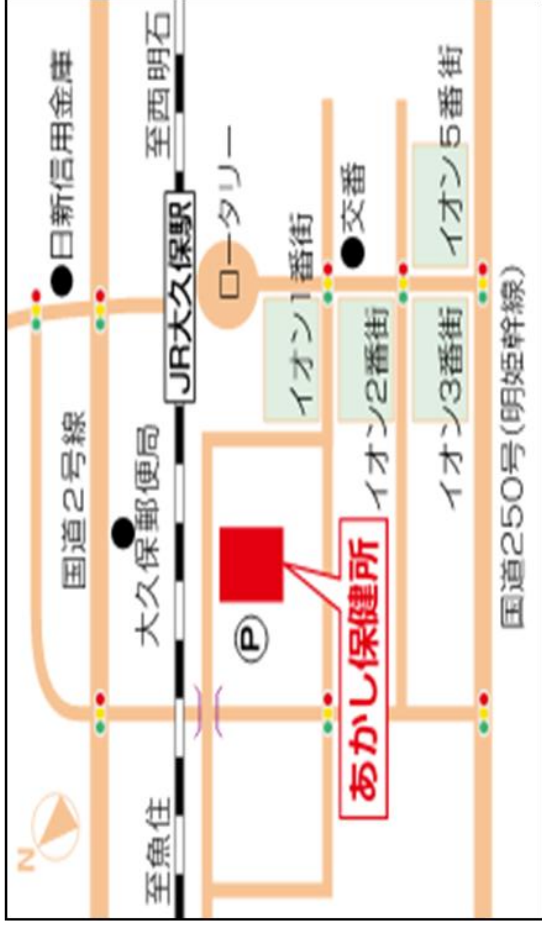 N
日新信用金庫
国道2号線
大久保郵便局
至魚住
至西明石
JR大久保駅
ロータリー
P
イオン1番街
交番
イオン2番街
あかし保健所
イオン3番街
イオン5番街
国道250号(明姫幹線)